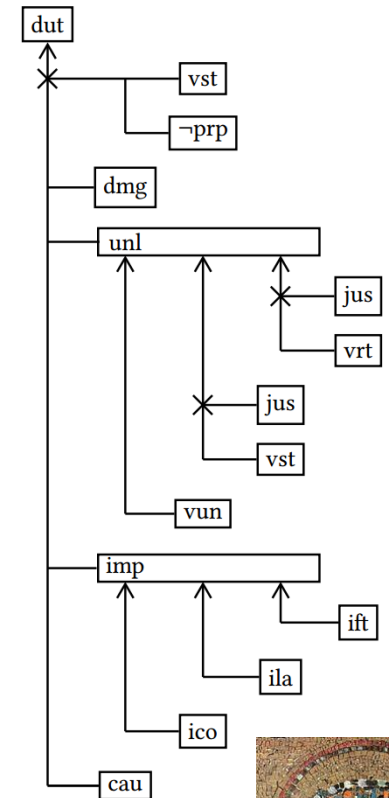 dut
vst
¬prp
dmg
unl
jus
vrt
jus
vst
vun
imp
ift
ila
ico
cau